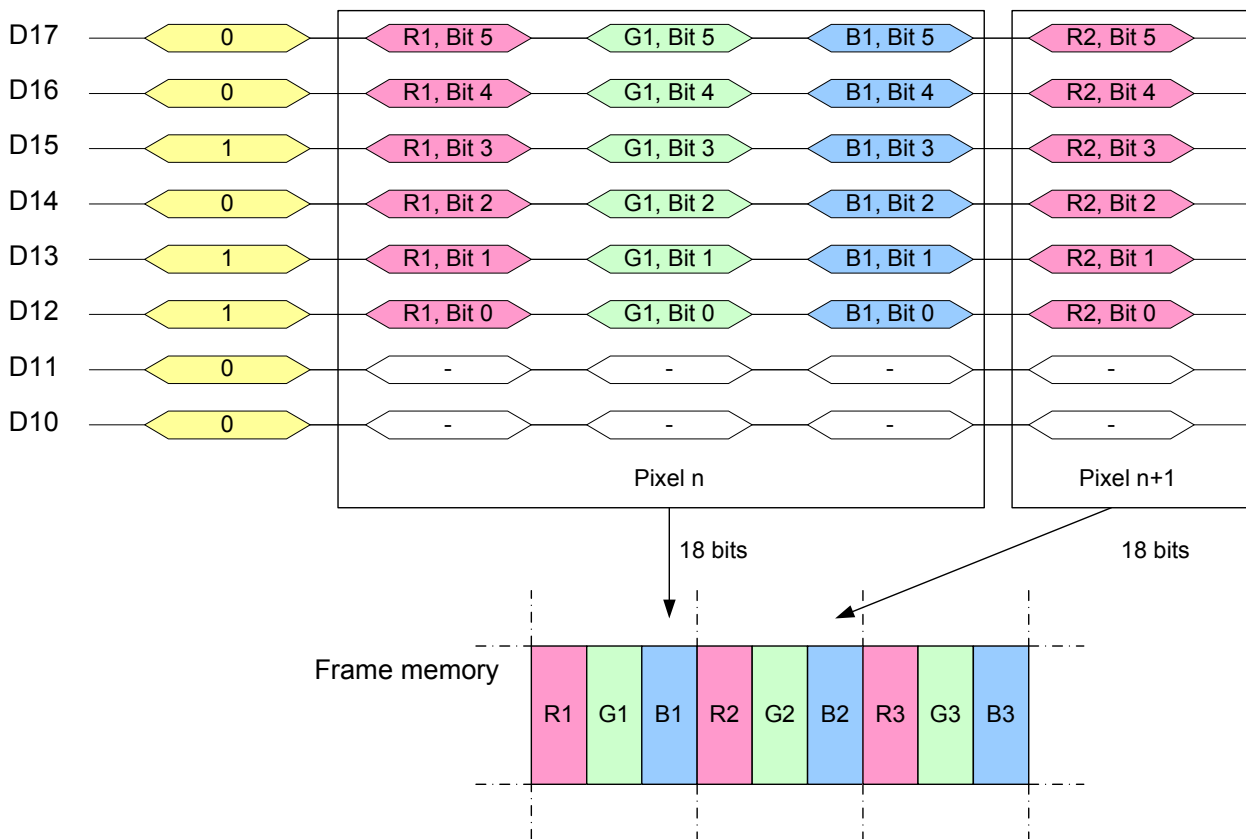 D17 0 R1, Bit 5 G1, Bit 5 B1, Bit 5 R2, Bit 5
D16 0 R1, Bit 4 G1, Bit 4 B1, Bit 4 R2, Bit 4
D15 1 R1, Bit 3 G1, Bit 3 B1, Bit 3 R2, Bit 3
D14 0 R1, Bit 2 G1, Bit 2 B1, Bit 2 R2, Bit 2
D13 1 R1, Bit 1 G1, Bit 1 B1, Bit 1 R2, Bit 1
D12 1 R1, Bit 0 G1, Bit 0 B1, Bit 0 R2, Bit 0
D11 0 - - - -
D10 0 - - - -
Pixel n Pixel n+1
18 bits 18 bits
Frame memory
R1 G1 B1 R2 G2 B2 R3 G3 B3